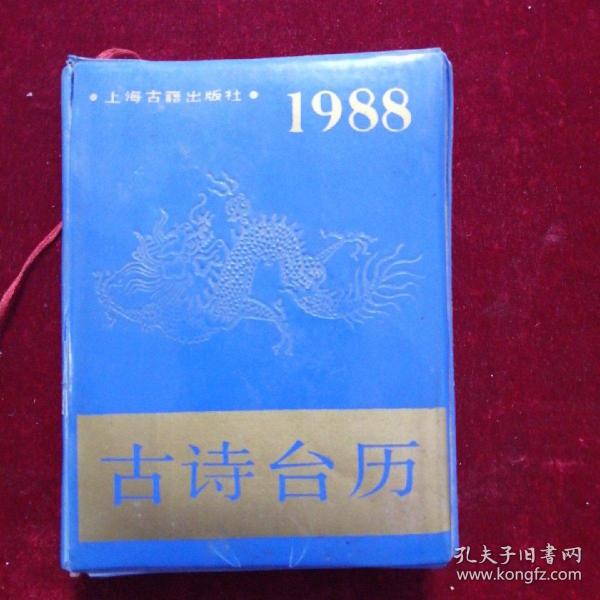 • 上海古籍出版社 •
1988
古诗台历
孔夫子旧書网
www.kongfz.com